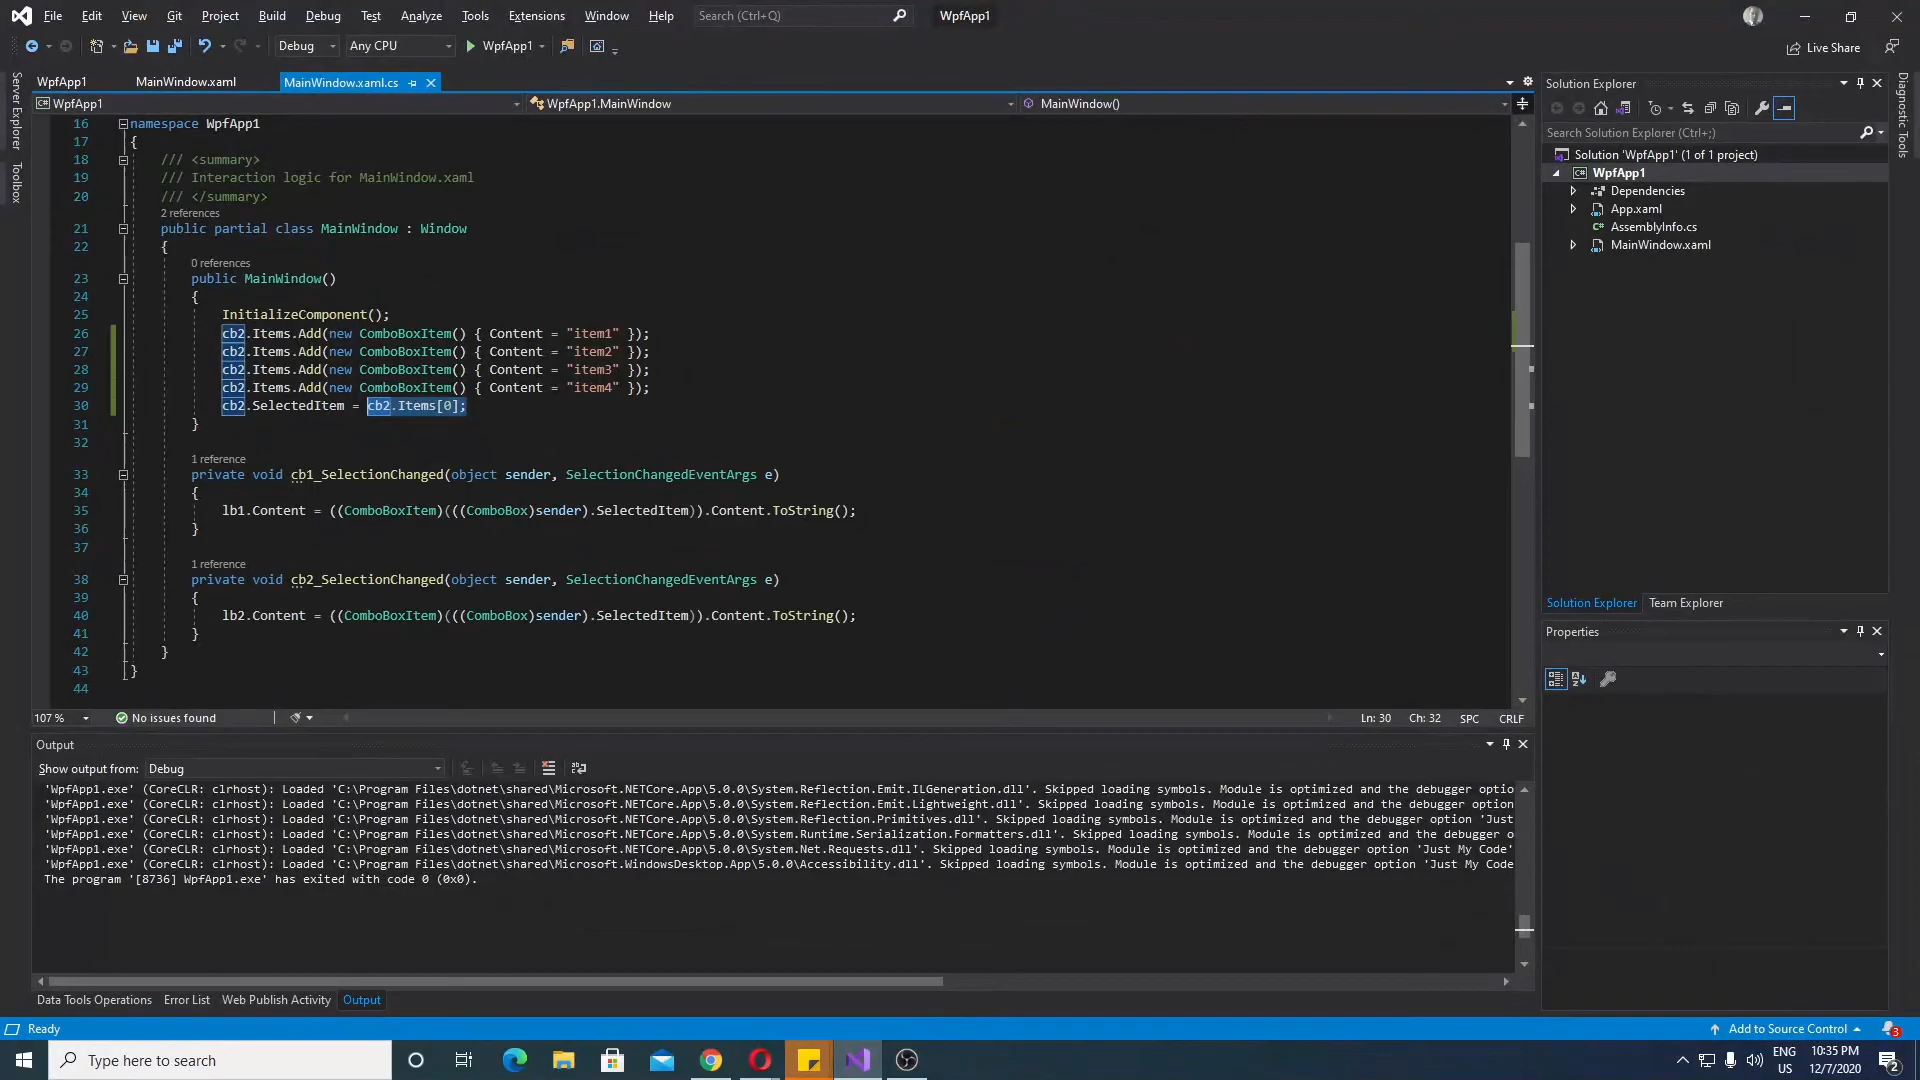 File Edit View Git Project Build Debug Test Analyze Tools Extensions Window Help Search (Ctrl+Q) WpfApp1
Debug Any CPU WpfApp1 Live Share
WpfApp1 MainWindow.xaml MainWindow.xaml.cs
WpfApp1 WpfApp1.MainWindow MainWindow()
Server Explorer
Toolbox
16 namespace WpfApp1
17 {
18 /// <summary>
19 /// Interaction logic for MainWindow.xaml
20 /// </summary>
2 references
21 public partial class MainWindow : Window
22 {
0 references
23 public MainWindow()
24 {
25 InitializeComponent();
26 cb2.Items.Add(new ComboBoxItem() { Content = "item1" });
27 cb2.Items.Add(new ComboBoxItem() { Content = "item2" });
28 cb2.Items.Add(new ComboBoxItem() { Content = "item3" });
29 cb2.Items.Add(new ComboBoxItem() { Content = "item4" });
30 cb2.SelectedItem = cb2.Items[0];
31 }
32
1 reference
33 private void cb1_SelectionChanged(object sender, SelectionChangedEventArgs e)
34 {
35 lb1.Content = ((ComboBoxItem)(((ComboBox)sender).SelectedItem)).Content.ToString();
36 }
37
1 reference
38 private void cb2_SelectionChanged(object sender, SelectionChangedEventArgs e)
39 {
40 lb2.Content = ((ComboBoxItem)(((ComboBox)sender).SelectedItem)).Content.ToString();
41 }
42 }
43 }
44
107 % No issues found Ln: 30 Ch: 32 SPC CRLF
Output
Show output from: Debug
'WpfApp1.exe' (CoreCLR: clrhost): Loaded 'C:\Program Files\dotnet\shared\Microsoft.NETCore.App\5.0.0\System.Reflection.Emit.ILGeneration.dll'. Skipped loading symbols. Module is optimized and the debugger optio
'WpfApp1.exe' (CoreCLR: clrhost): Loaded 'C:\Program Files\dotnet\shared\Microsoft.NETCore.App\5.0.0\System.Reflection.Emit.Lightweight.dll'. Skipped loading symbols. Module is optimized and the debugger option
'WpfApp1.exe' (CoreCLR: clrhost): Loaded 'C:\Program Files\dotnet\shared\Microsoft.NETCore.App\5.0.0\System.Reflection.Primitives.dll'. Skipped loading symbols. Module is optimized and the debugger option 'Just
'WpfApp1.exe' (CoreCLR: clrhost): Loaded 'C:\Program Files\dotnet\shared\Microsoft.NETCore.App\5.0.0\System.Runtime.Serialization.Formatters.dll'. Skipped loading symbols. Module is optimized and the debugger o
'WpfApp1.exe' (CoreCLR: clrhost): Loaded 'C:\Program Files\dotnet\shared\Microsoft.NETCore.App\5.0.0\System.Net.Requests.dll'. Skipped loading symbols. Module is optimized and the debugger option 'Just My Code'
'WpfApp1.exe' (CoreCLR: clrhost): Loaded 'C:\Program Files\dotnet\shared\Microsoft.WindowsDesktop.App\5.0.0\Accessibility.dll'. Skipped loading symbols. Module is optimized and the debugger option 'Just My Code
The program '[8736] WpfApp1.exe' has exited with code 0 (0x0).
Data Tools Operations Error List Web Publish Activity Output
Solution Explorer
Search Solution Explorer (Ctrl+;)
Solution 'WpfApp1' (1 of 1 project)
WpfApp1
Dependencies
App.xaml
AssemblyInfo.cs
MainWindow.xaml
Solution Explorer Team Explorer
Properties
Diagnostic Tools
Ready Add to Source Control 3
Type here to search ENG US 10:35 PM 12/7/2020 2